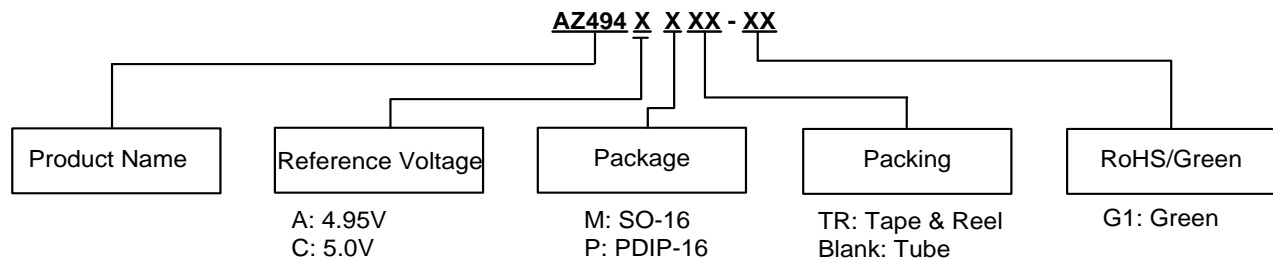 AZ494 X X XX - XX
Product Name
Reference Voltage
Package
Packing
RoHS/Green
A: 4.95V
C: 5.0V
M: SO-16
P: PDIP-16
TR: Tape & Reel
Blank: Tube
G1: Green